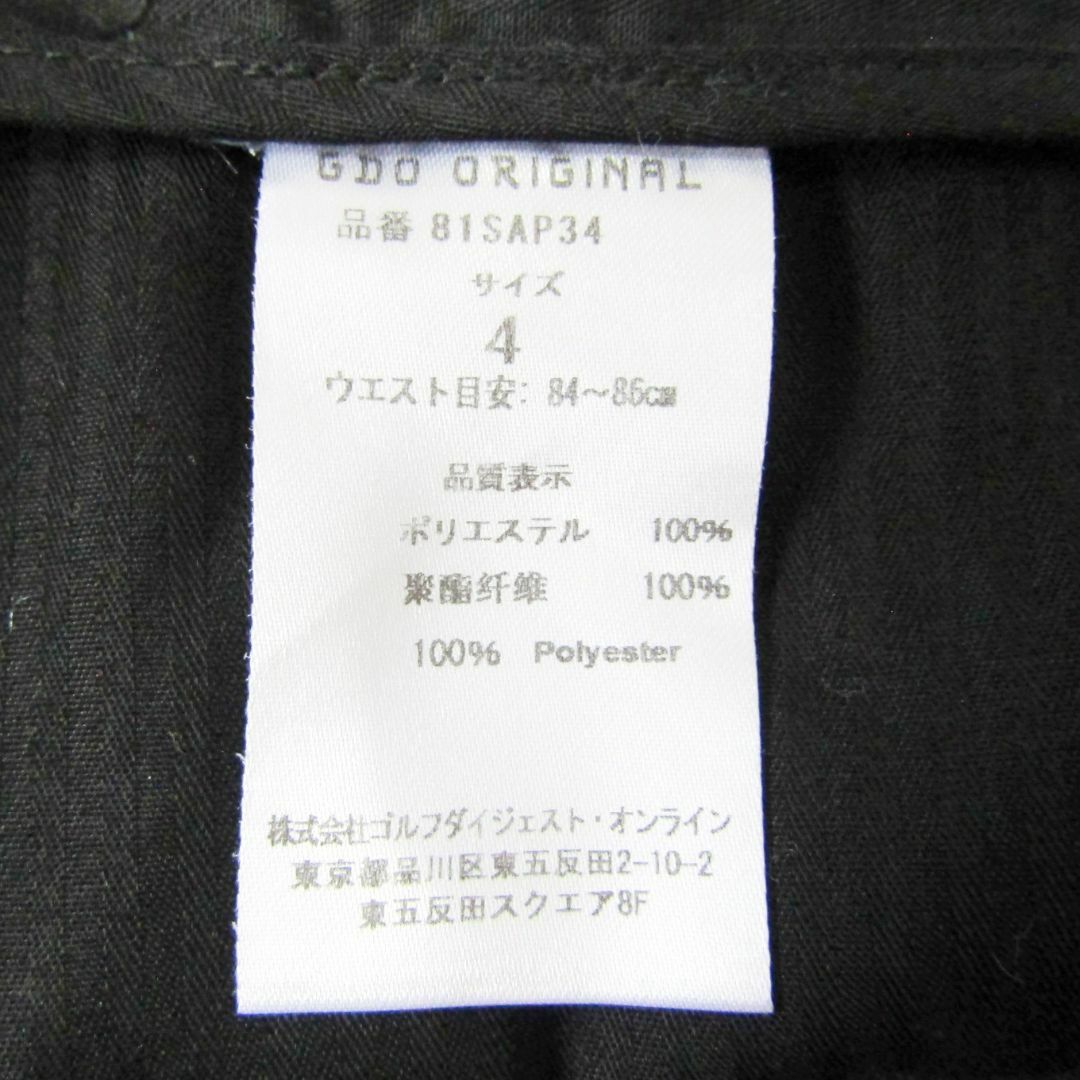 GDO ORIGINAL
品番 81SAP34
サイズ
4
ウエスト目安: 84～86cm
品質表示
ポリエステル 100%
聚酯纤维 100%
100% Polyester
株式会社ゴルフダイジェスト・オンライン
東京都品川区東五反田2-10-2
東五反田スクエア8F